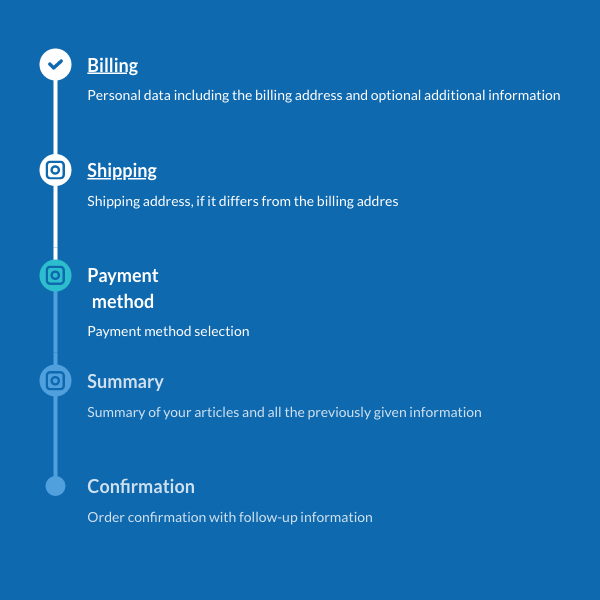 Billing
Personal data including the billing address and optional additional information
Shipping
Shipping address, if it differs from the billing addres
Payment
method
Payment method selection
Summary
Summary of your articles and all the previously given information
Confirmation
Order confirmation with follow-up information